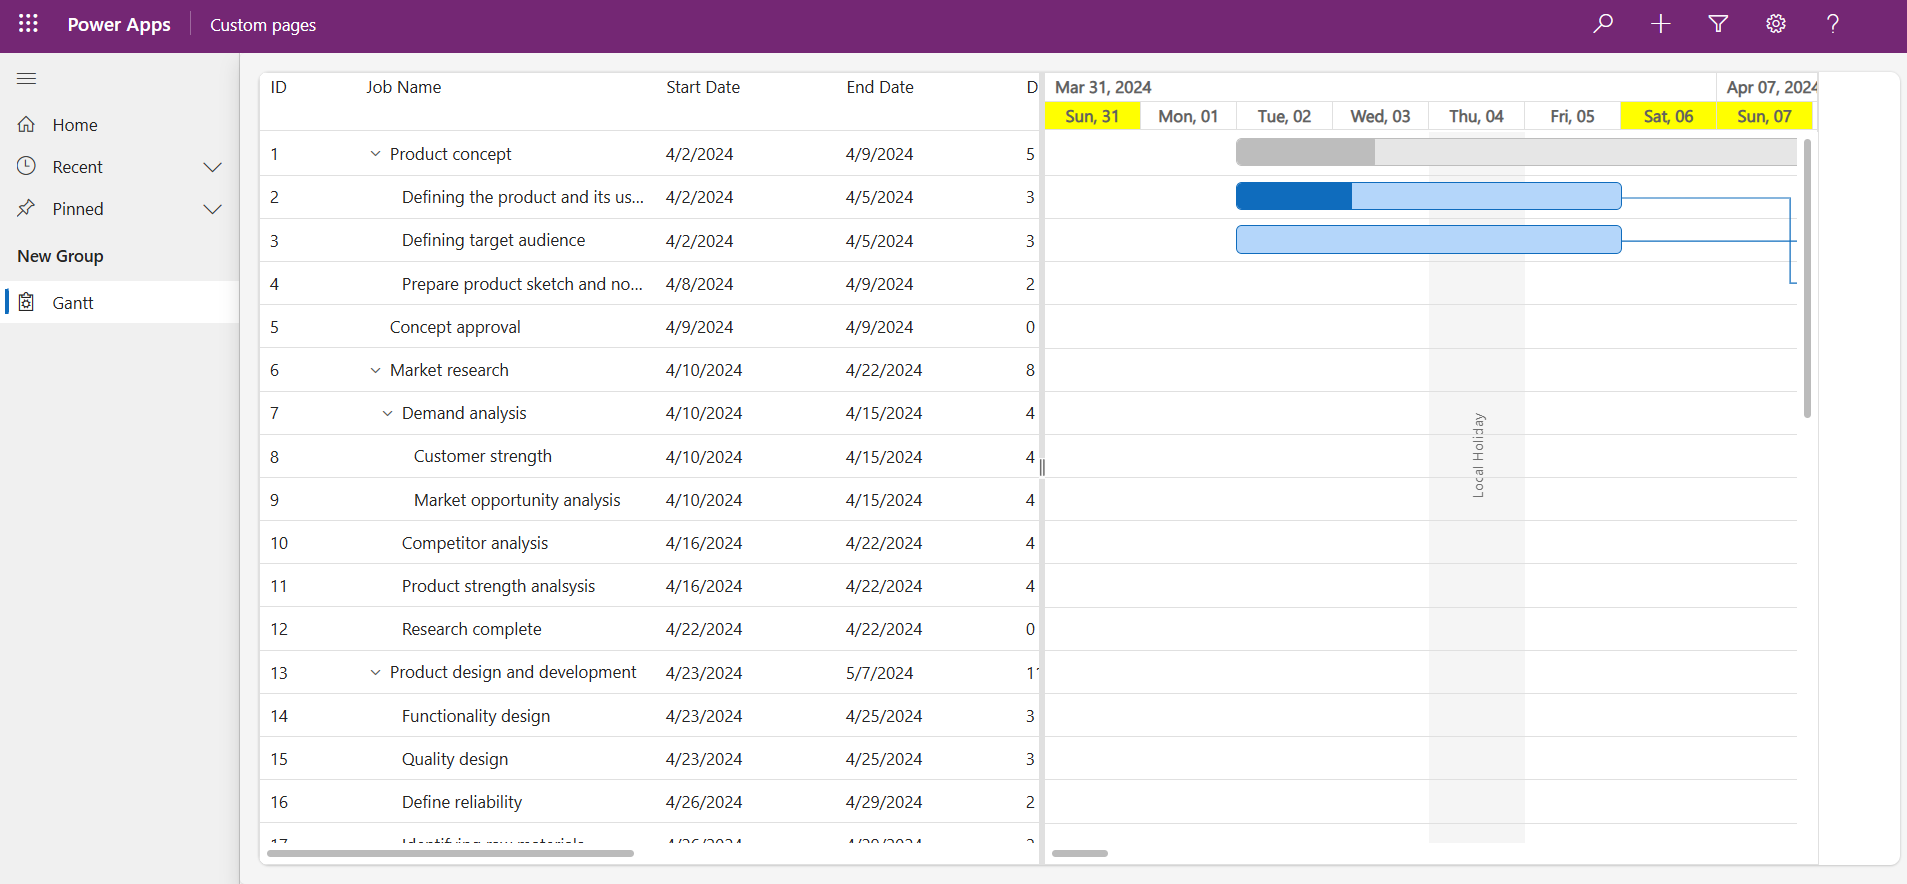 Power Apps Custom pages
Home
Recent
Pinned
New Group
Gantt
ID Job Name Start Date End Date D
1 Product concept 4/2/2024 4/9/2024 5
2 Defining the product and its us... 4/2/2024 4/5/2024 3
3 Defining target audience 4/2/2024 4/5/2024 3
4 Prepare product sketch and no... 4/8/2024 4/9/2024 2
5 Concept approval 4/9/2024 4/9/2024 0
6 Market research 4/10/2024 4/22/2024 8
7 Demand analysis 4/10/2024 4/15/2024 4
8 Customer strength 4/10/2024 4/15/2024 4
9 Market opportunity analysis 4/10/2024 4/15/2024 4
10 Competitor analysis 4/16/2024 4/22/2024 4
11 Product strength analsysis 4/16/2024 4/22/2024 4
12 Research complete 4/22/2024 4/22/2024 0
13 Product design and development 4/23/2024 5/7/2024 11
14 Functionality design 4/23/2024 4/25/2024 3
15 Quality design 4/23/2024 4/25/2024 3
16 Define reliability 4/26/2024 4/29/2024 2
Mar 31, 2024 Apr 07, 2024
Sun, 31 Mon, 01 Tue, 02 Wed, 03 Thu, 04 Fri, 05 Sat, 06 Sun, 07
Local Holiday